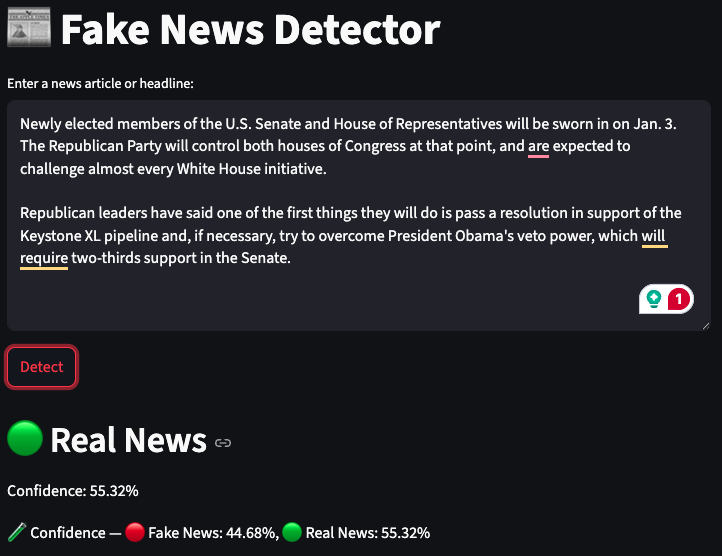 Fake News Detector
Enter a news article or headline:
Newly elected members of the U.S. Senate and House of Representatives will be sworn in on Jan. 3.
The Republican Party will control both houses of Congress at that point, and are expected to
challenge almost every White House initiative.
Republican leaders have said one of the first things they will do is pass a resolution in support of the
Keystone XL pipeline and, if necessary, try to overcome President Obama's veto power, which will
require two-thirds support in the Senate.
1
Detect
Real News
Confidence: 55.32%
Confidence — 🔴 Fake News: 44.68%, 🟢 Real News: 55.32%